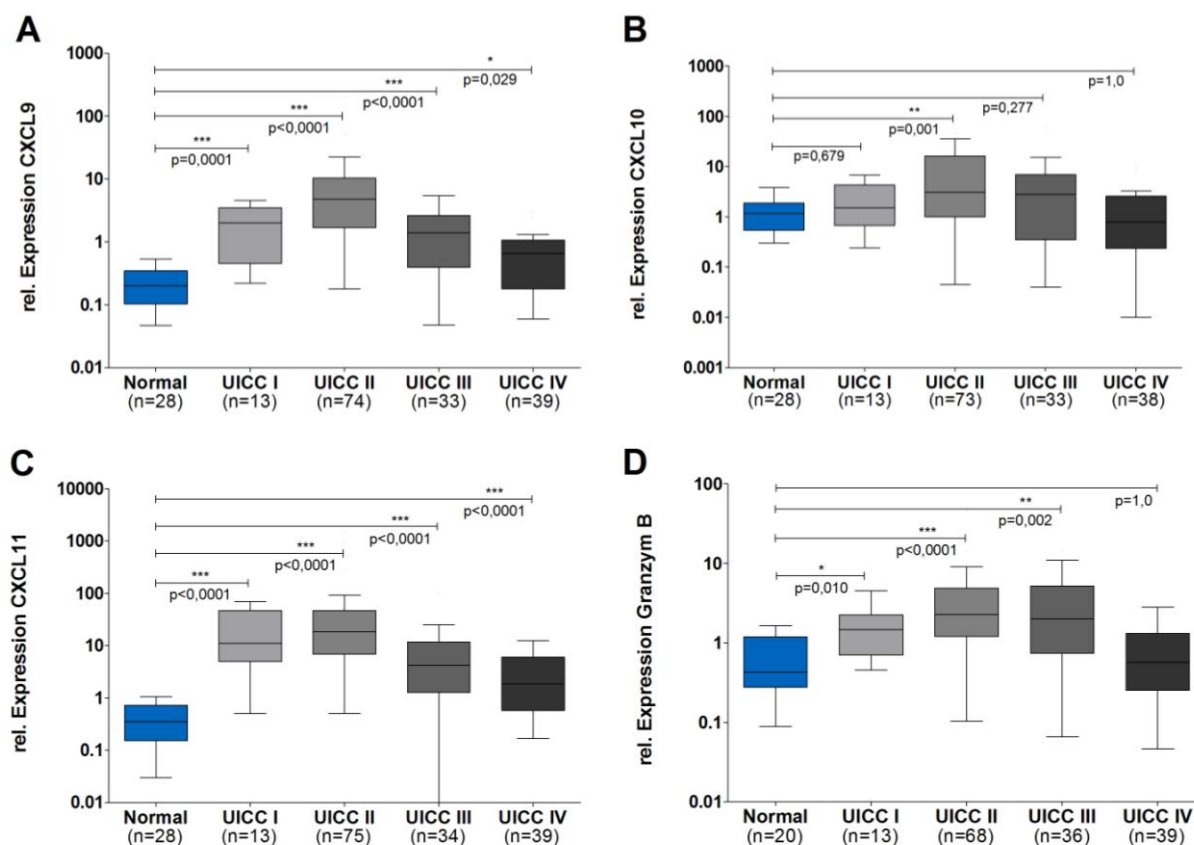 A
rel. Expression CXCL9
1000
100
10
1
0.1
0.01
*
p=0,029
***
p<0,0001
***
p<0,0001
***
p=0,0001
Normal UICC I UICC II UICC III UICC IV
(n=28) (n=13) (n=74) (n=33) (n=39)
B
rel. Expression CXCL10
1000
100
10
1
0.1
0.01
0.001
p=1,0
p=0,277
**
p=0,001
p=0,679
Normal UICC I UICC II UICC III UICC IV
(n=28) (n=13) (n=73) (n=33) (n=38)
C
rel. Expression CXCL11
10000
1000
100
10
1
0.1
0.01
***
p<0,0001
***
p<0,0001
***
p<0,0001
***
p<0,0001
Normal UICC I UICC II UICC III UICC IV
(n=28) (n=13) (n=75) (n=34) (n=39)
D
rel. Expression Granzym B
100
10
1
0.1
0.01
p=1,0
**
p=0,002
***
p<0,0001
*
p=0,010
Normal UICC I UICC II UICC III UICC IV
(n=20) (n=13) (n=68) (n=36) (n=39)